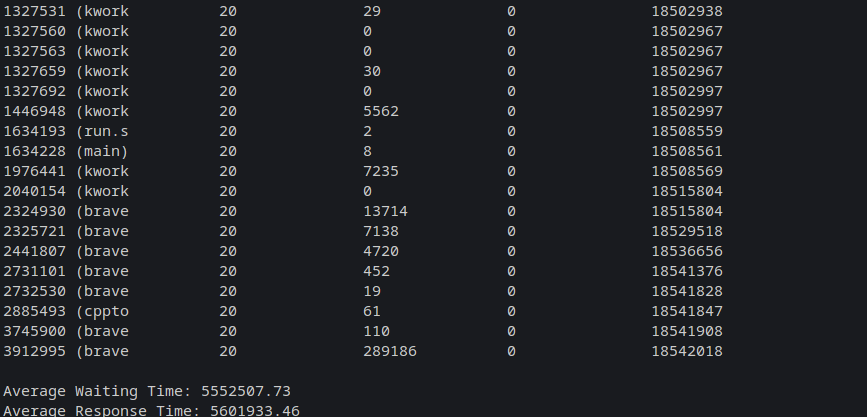 1327531 (kwork 20 29 0 18502938
1327560 (kwork 20 0 0 18502967
1327563 (kwork 20 0 0 18502967
1327659 (kwork 20 30 0 18502967
1327692 (kwork 20 0 0 18502997
1446948 (kwork 20 5562 0 18502997
1634193 (run.s 20 2 0 18508559
1634228 (main) 20 8 0 18508561
1976441 (kwork 20 7235 0 18508569
2040154 (kwork 20 0 0 18515804
2324930 (brave 20 13714 0 18515804
2325721 (brave 20 7138 0 18529518
2441807 (brave 20 4720 0 18536656
2731101 (brave 20 452 0 18541376
2732530 (brave 20 19 0 18541828
2885493 (cppto 20 61 0 18541847
3745900 (brave 20 110 0 18541908
3912995 (brave 20 289186 0 18542018
Average Waiting Time: 5552507.73
Average Response Time: 5601933.46